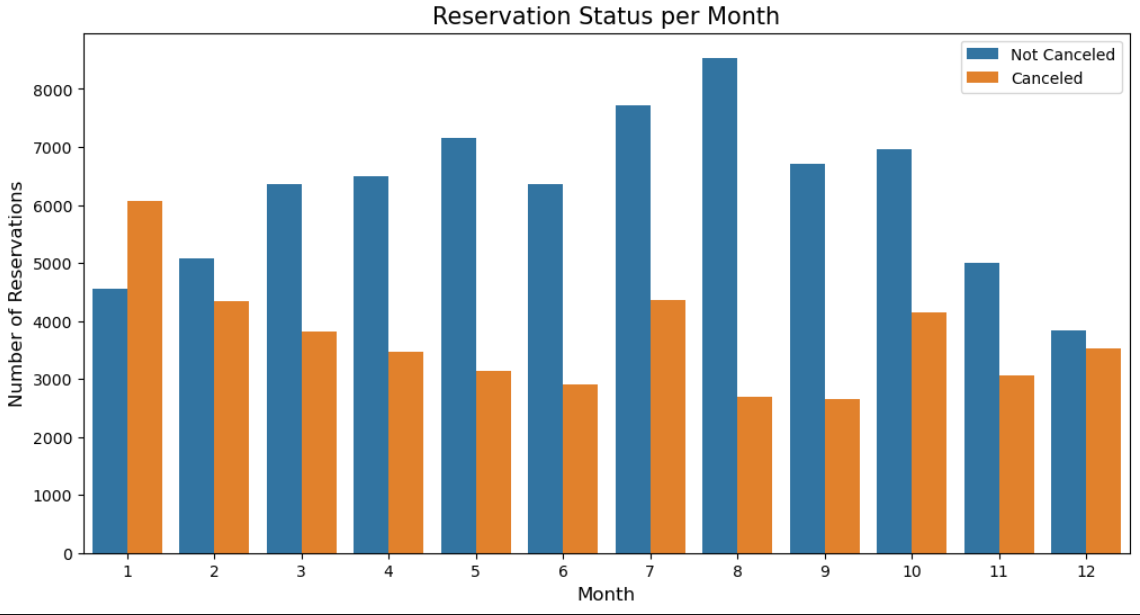 Reservation Status per Month
Not Canceled
Canceled
Number of Reservations
8000
7000
6000
5000
4000
3000
2000
1000
0
1 2 3 4 5 6 7 8 9 10 11 12
Month